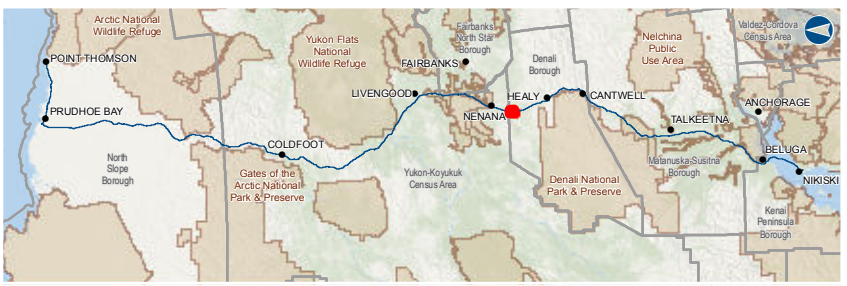 Arctic National
Wildlife Refuge
POINT THOMSON
PRUDHOE BAY
North
Slope
Borough
COLDFOOT
Gates of the
Arctic National
Park & Preserve
Yukon Flats
National
Wildlife Refuge
LIVENGOOD
FAIRBANKS
Fairbanks
North Star
Borough
NENANA
Yukon-Koyukuk
Census Area
HEALY
Denali
Borough
CANTWELL
Denali National
Park & Preserve
Nelchina
Public
Use Area
TALKEETNA
Matanuska-Susitna
Borough
Valdez-Cordova
Census Area
ANCHORAGE
BELUGA
NIKISKI
Kenai
Peninsula
Borough